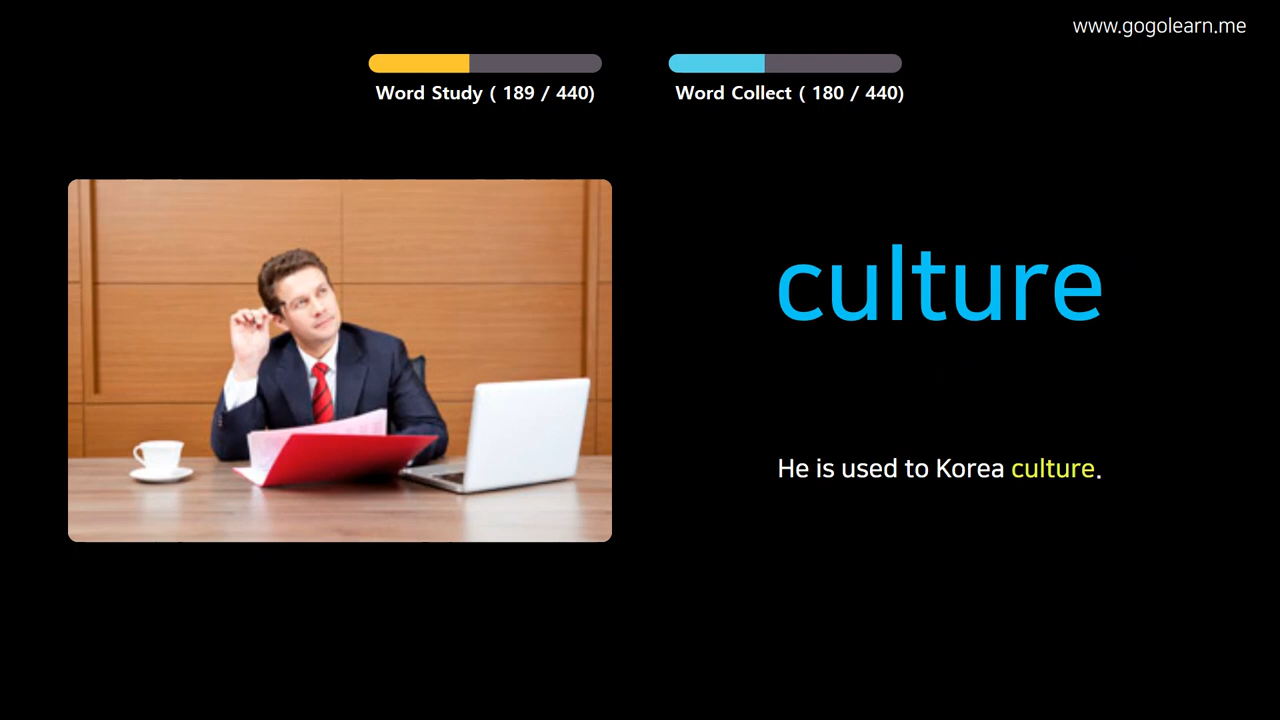 www.gogolearn.me
Word Study ( 189 / 440)
Word Collect ( 180 / 440)
culture
He is used to Korea culture.